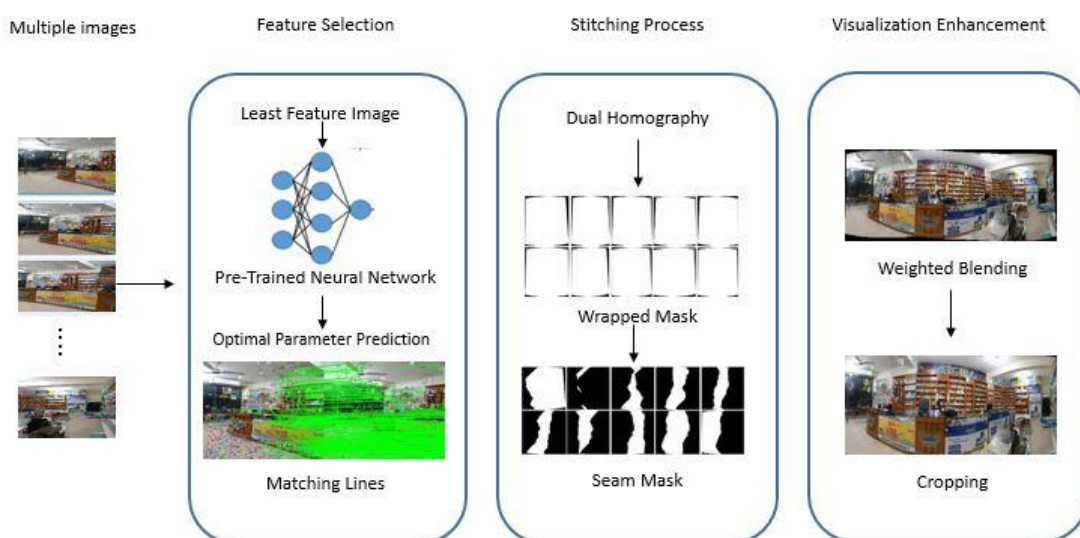 Multiple images
Feature Selection
Stitching Process
Visualization Enhancement
Least Feature Image
Pre-Trained Neural Network
Optimal Parameter Prediction
Matching Lines
Dual Homography
Wrapped Mask
Seam Mask
Weighted Blending
Cropping